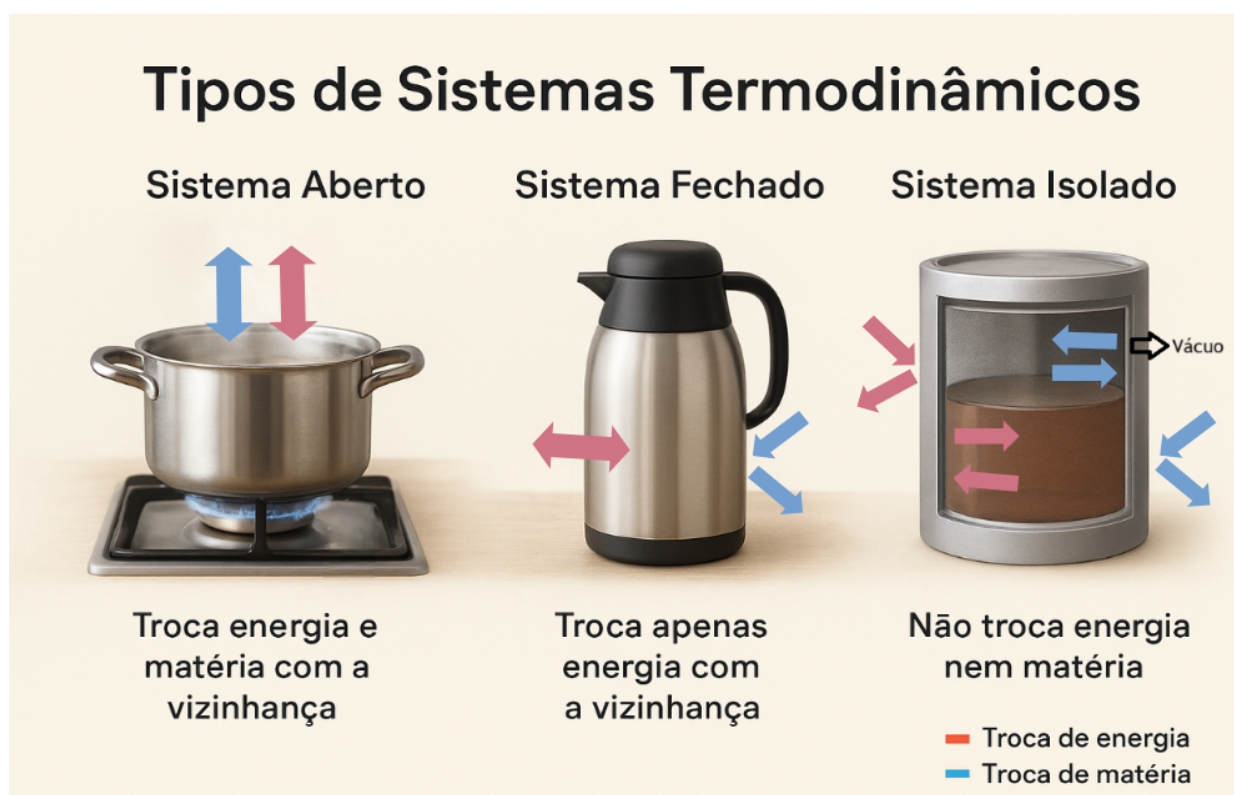 Tipos de Sistemas Termodinâmicos
Sistema Aberto
Sistema Fechado
Sistema Isolado
Vácuo
Troca energia e
matéria com a
vizinhança
Troca apenas
energia com
a vizinhança
Não troca energia
nem matéria
Troca de energia
Troca de matéria